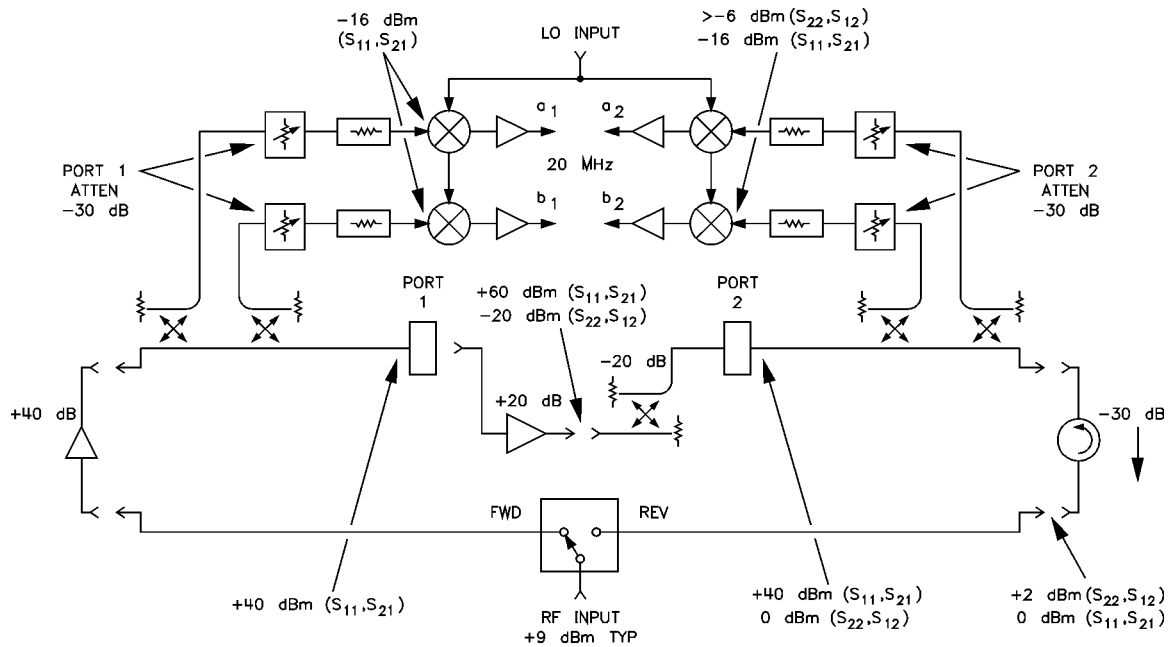 −16 dBm
(S11,S21)
LO INPUT
>−6 dBm (S22,S12)
−16 dBm (S11,S21)
a1
a2
20 MHz
b1
b2
PORT 1
ATTEN
−30 dB
PORT 2
ATTEN
−30 dB
PORT
1
+60 dBm (S11,S21)
−20 dBm (S22,S12)
PORT
2
−20 dB
+40 dB
+20 dB
−30 dB
FWD
REV
+40 dBm (S11,S21)
RF INPUT
+9 dBm TYP
+40 dBm (S11,S21)
0 dBm (S22,S12)
+2 dBm (S22,S12)
0 dBm (S11,S21)